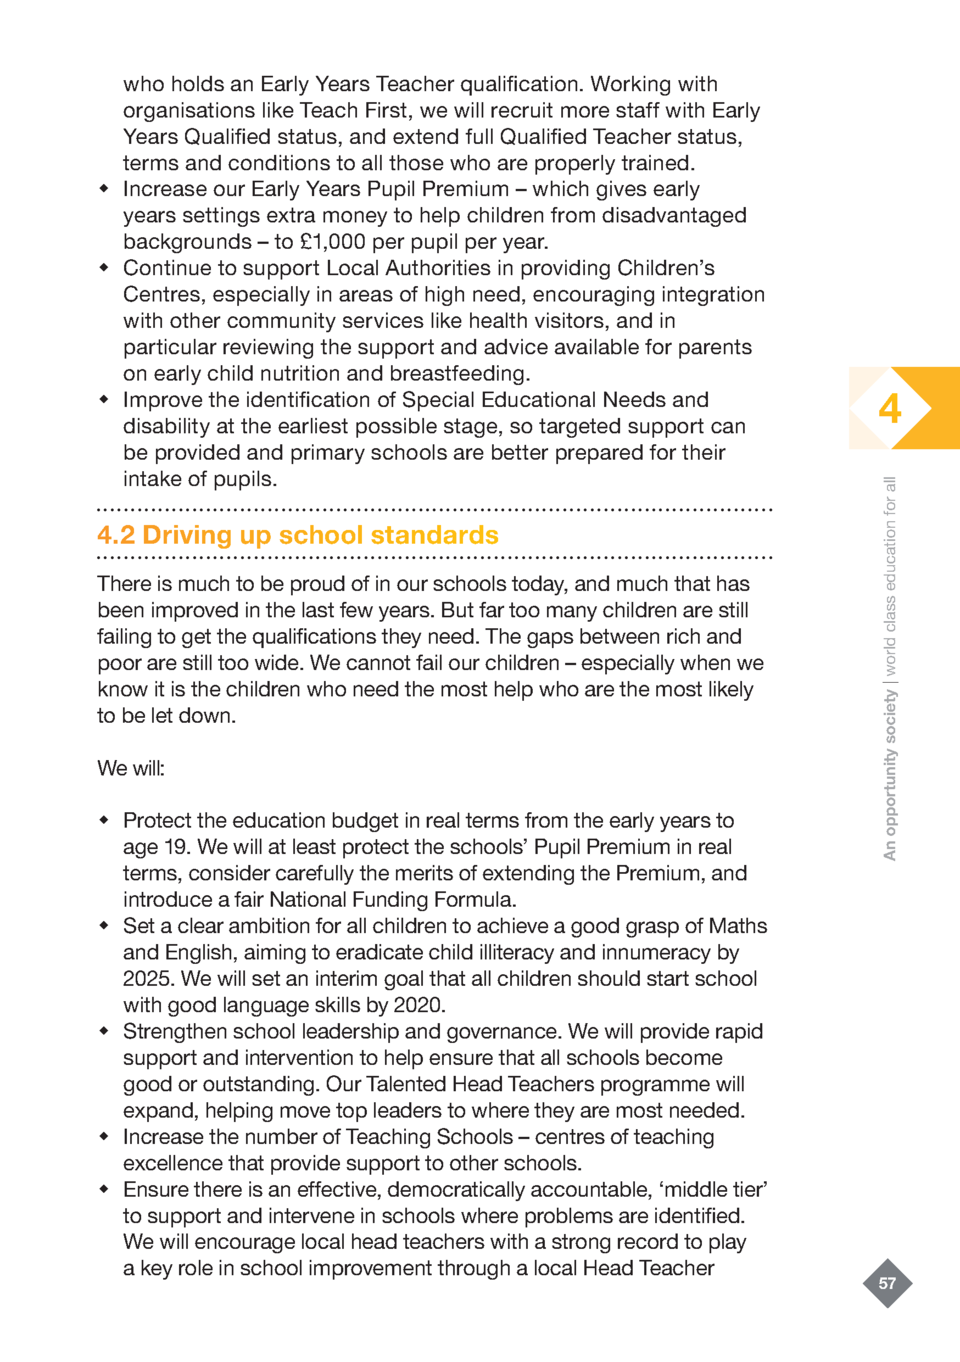 who holds an Early Years Teacher qualification. Working with
organisations like Teach First, we will recruit more staff with Early
Years Qualified status, and extend full Qualified Teacher status,
terms and conditions to all those who are properly trained.
◆ Increase our Early Years Pupil Premium – which gives early
years settings extra money to help children from disadvantaged
backgrounds – to £1,000 per pupil per year.
◆ Continue to support Local Authorities in providing Children’s
Centres, especially in areas of high need, encouraging integration
with other community services like health visitors, and in
particular reviewing the support and advice available for parents
on early child nutrition and breastfeeding.
◆ Improve the identification of Special Educational Needs and
disability at the earliest possible stage, so targeted support can
be provided and primary schools are better prepared for their
intake of pupils.
4.2 Driving up school standards
There is much to be proud of in our schools today, and much that has
been improved in the last few years. But far too many children are still
failing to get the qualifications they need. The gaps between rich and
poor are still too wide. We cannot fail our children – especially when we
know it is the children who need the most help who are the most likely
to be let down.
We will:
◆ Protect the education budget in real terms from the early years to
age 19. We will at least protect the schools’ Pupil Premium in real
terms, consider carefully the merits of extending the Premium, and
introduce a fair National Funding Formula.
◆ Set a clear ambition for all children to achieve a good grasp of Maths
and English, aiming to eradicate child illiteracy and innumeracy by
2025. We will set an interim goal that all children should start school
with good language skills by 2020.
◆ Strengthen school leadership and governance. We will provide rapid
support and intervention to help ensure that all schools become
good or outstanding. Our Talented Head Teachers programme will
expand, helping move top leaders to where they are most needed.
◆ Increase the number of Teaching Schools – centres of teaching
excellence that provide support to other schools.
◆ Ensure there is an effective, democratically accountable, ‘middle tier’
to support and intervene in schools where problems are identified.
We will encourage local head teachers with a strong record to play
a key role in school improvement through a local Head Teacher
4
An opportunity society | world class education for all
57